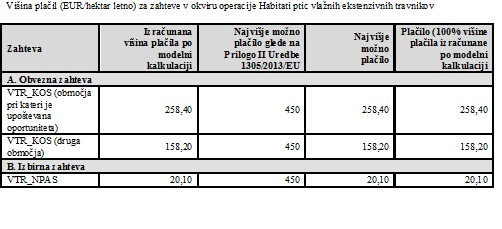 Višina plačil (EUR/hektar letno) za zahteve v okviru operacije Habitati ptic vlažnih ekstenzivnih travnikov
Zahteva
Izračunana
višina plačila po
modelni
kalkulaciji
Najvišje možno
plačilo glede na
Prilogo II Uredbe
1305/2013/EU
Najvišje
možno
plačilo
Plačilo (100% višine
plačila izračunane
po modelni
kalkulaciji
A. Obvezna zahteva
VTR_KOS (območja
pri kateri je
upoštevana
oportuniteta)
258,40
450
258,40
258,40
VTR_KOS (druga
območja)
158,20
450
158,20
158,20
B. Izbirna zahteva
VTR_NPAS
20,10
450
20,10
20,10